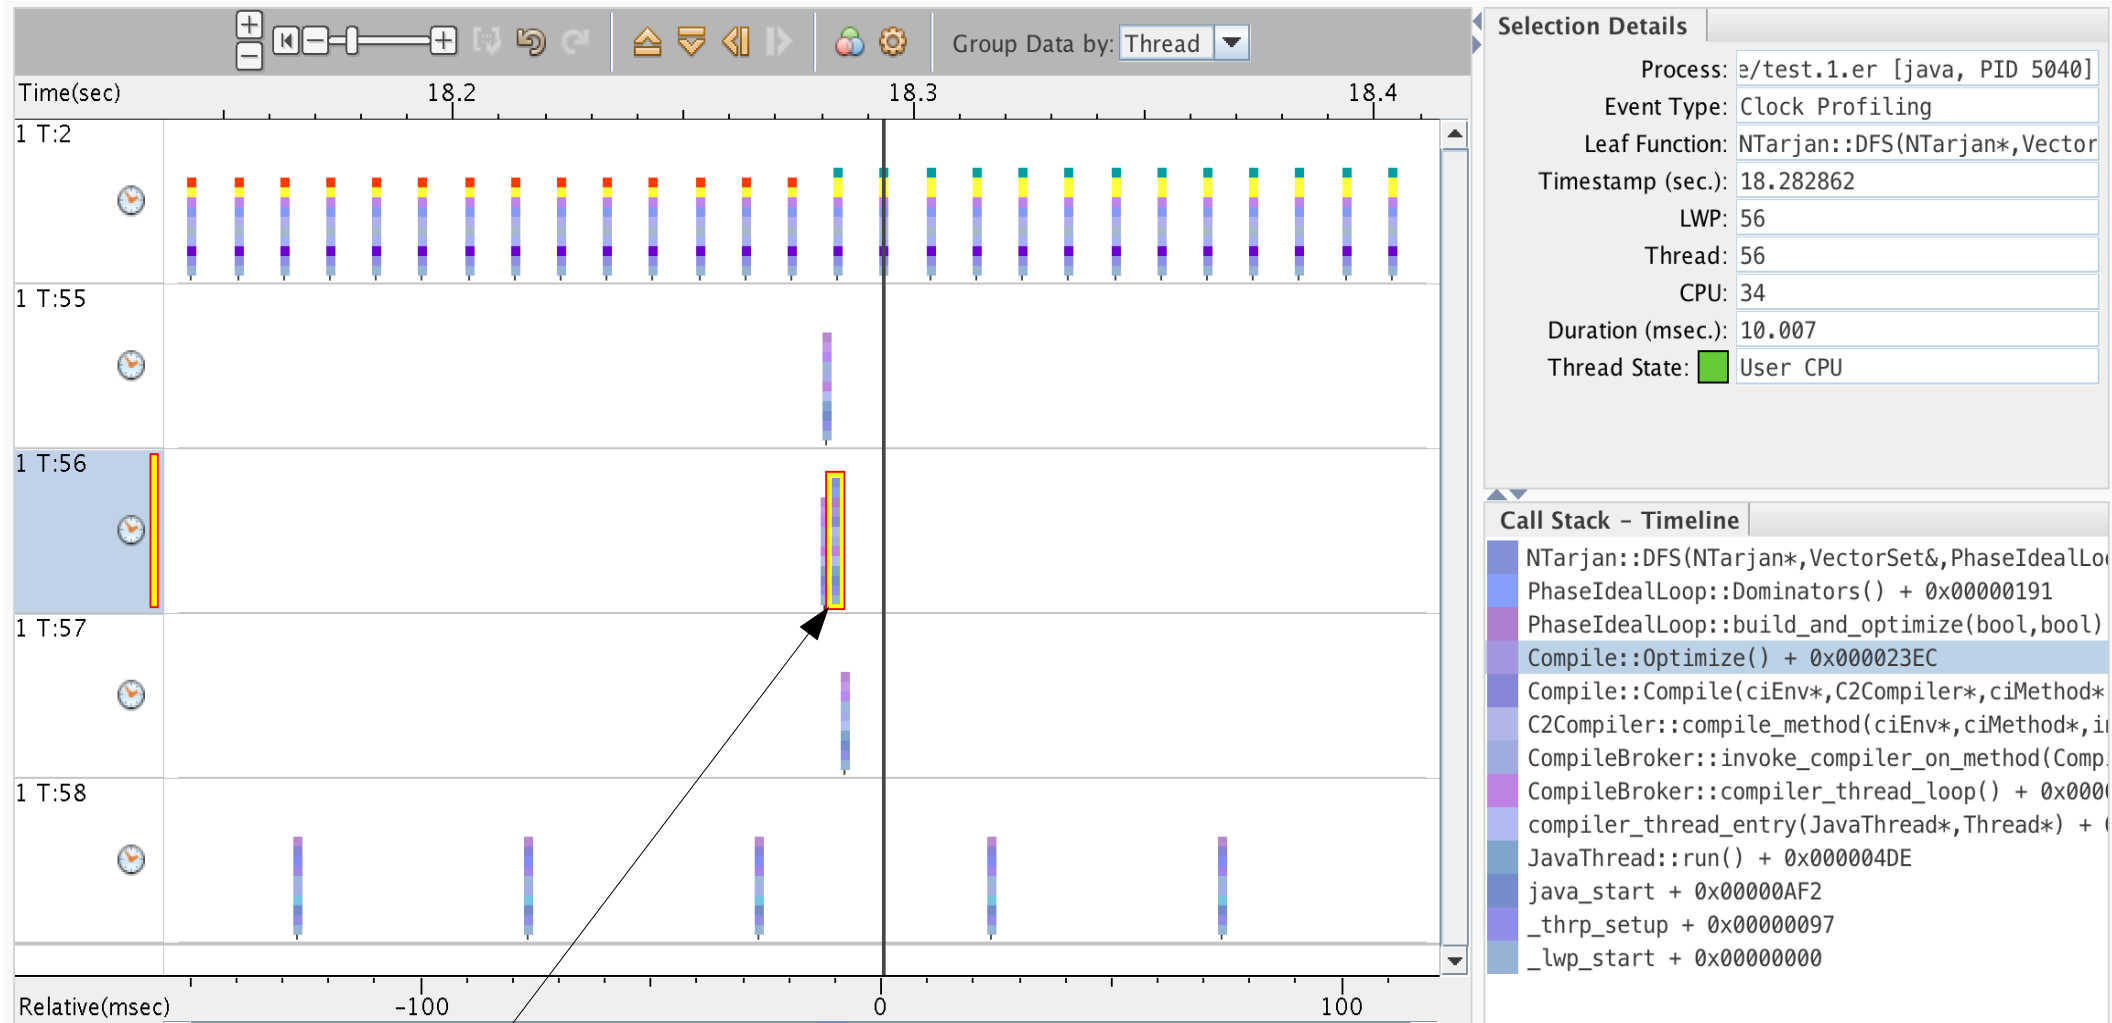 Group Data by: Thread
Time(sec) 18.2 18.3 18.4
1 T:2
1 T:55
1 T:56
1 T:57
1 T:58
Relative(msec) -100 0 100
Selection Details
Process: e/test.1.er [java, PID 5040]
Event Type: Clock Profiling
Leaf Function: NTarjan::DFS(NTarjan*,Vector
Timestamp (sec.): 18.282862
LWP: 56
Thread: 56
CPU: 34
Duration (msec.): 10.007
Thread State: User CPU
Call Stack - Timeline
NTarjan::DFS(NTarjan*,VectorSet&,PhaseIdealLo
PhaseIdealLoop::Dominators() + 0x00000191
PhaseIdealLoop::build_and_optimize(bool,bool)
Compile::Optimize() + 0x000023EC
Compile::Compile(ciEnv*,C2Compiler*,ciMethod*
C2Compiler::compile_method(ciEnv*,ciMethod*,i
CompileBroker::invoke_compiler_on_method(Comp
CompileBroker::compiler_thread_loop() + 0x000
compiler_thread_entry(JavaThread*,Thread*) +
JavaThread::run() + 0x000004DE
java_start + 0x00000AF2
_thrp_setup + 0x00000097
_lwp_start + 0x00000000